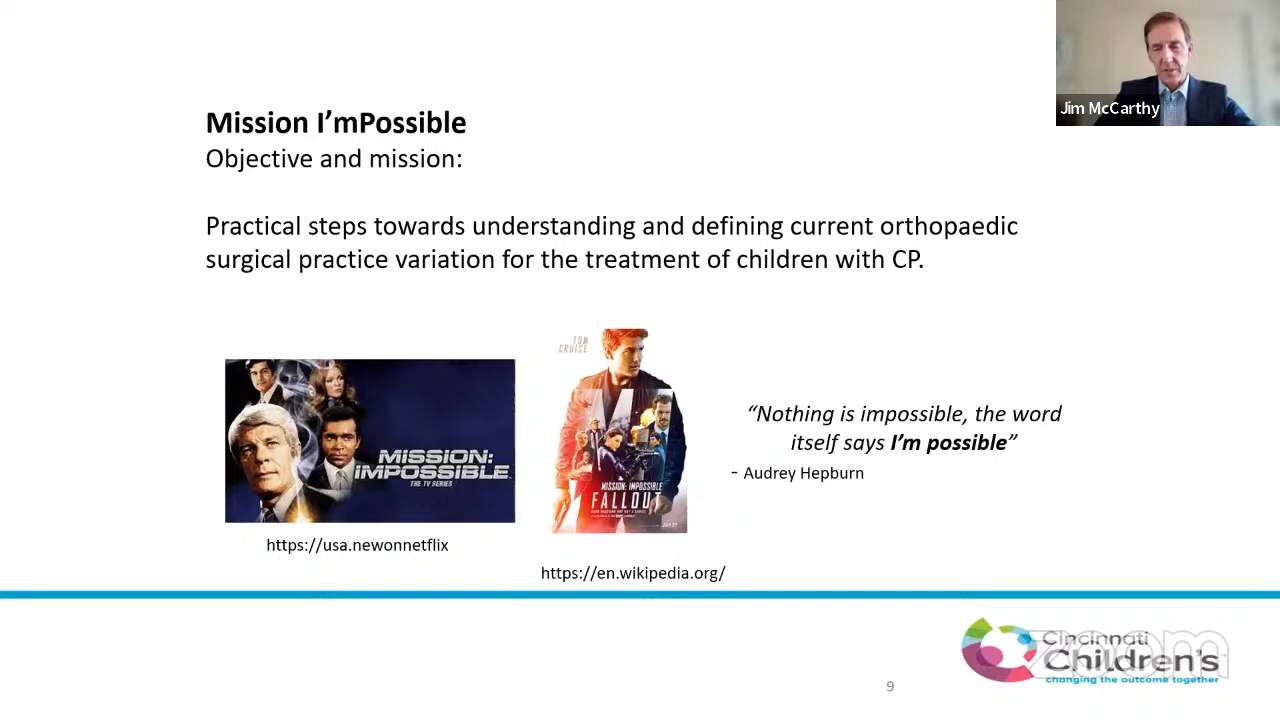 Jim McCarthy
Mission I’mPossible
Objective and mission:
Practical steps towards understanding and defining current orthopaedic
surgical practice variation for the treatment of children with CP.
MISSION:
IMPOSSIBLE
THE TV SERIES
TOM
CRUISE
MISSION: IMPOSSIBLE
FALLOUT
“Nothing is impossible, the word
itself says I’m possible”
- Audrey Hepburn
https://usa.newonnetflix
https://en.wikipedia.org/
zoom
Cincinnati
Children's
changing the outcome together
9